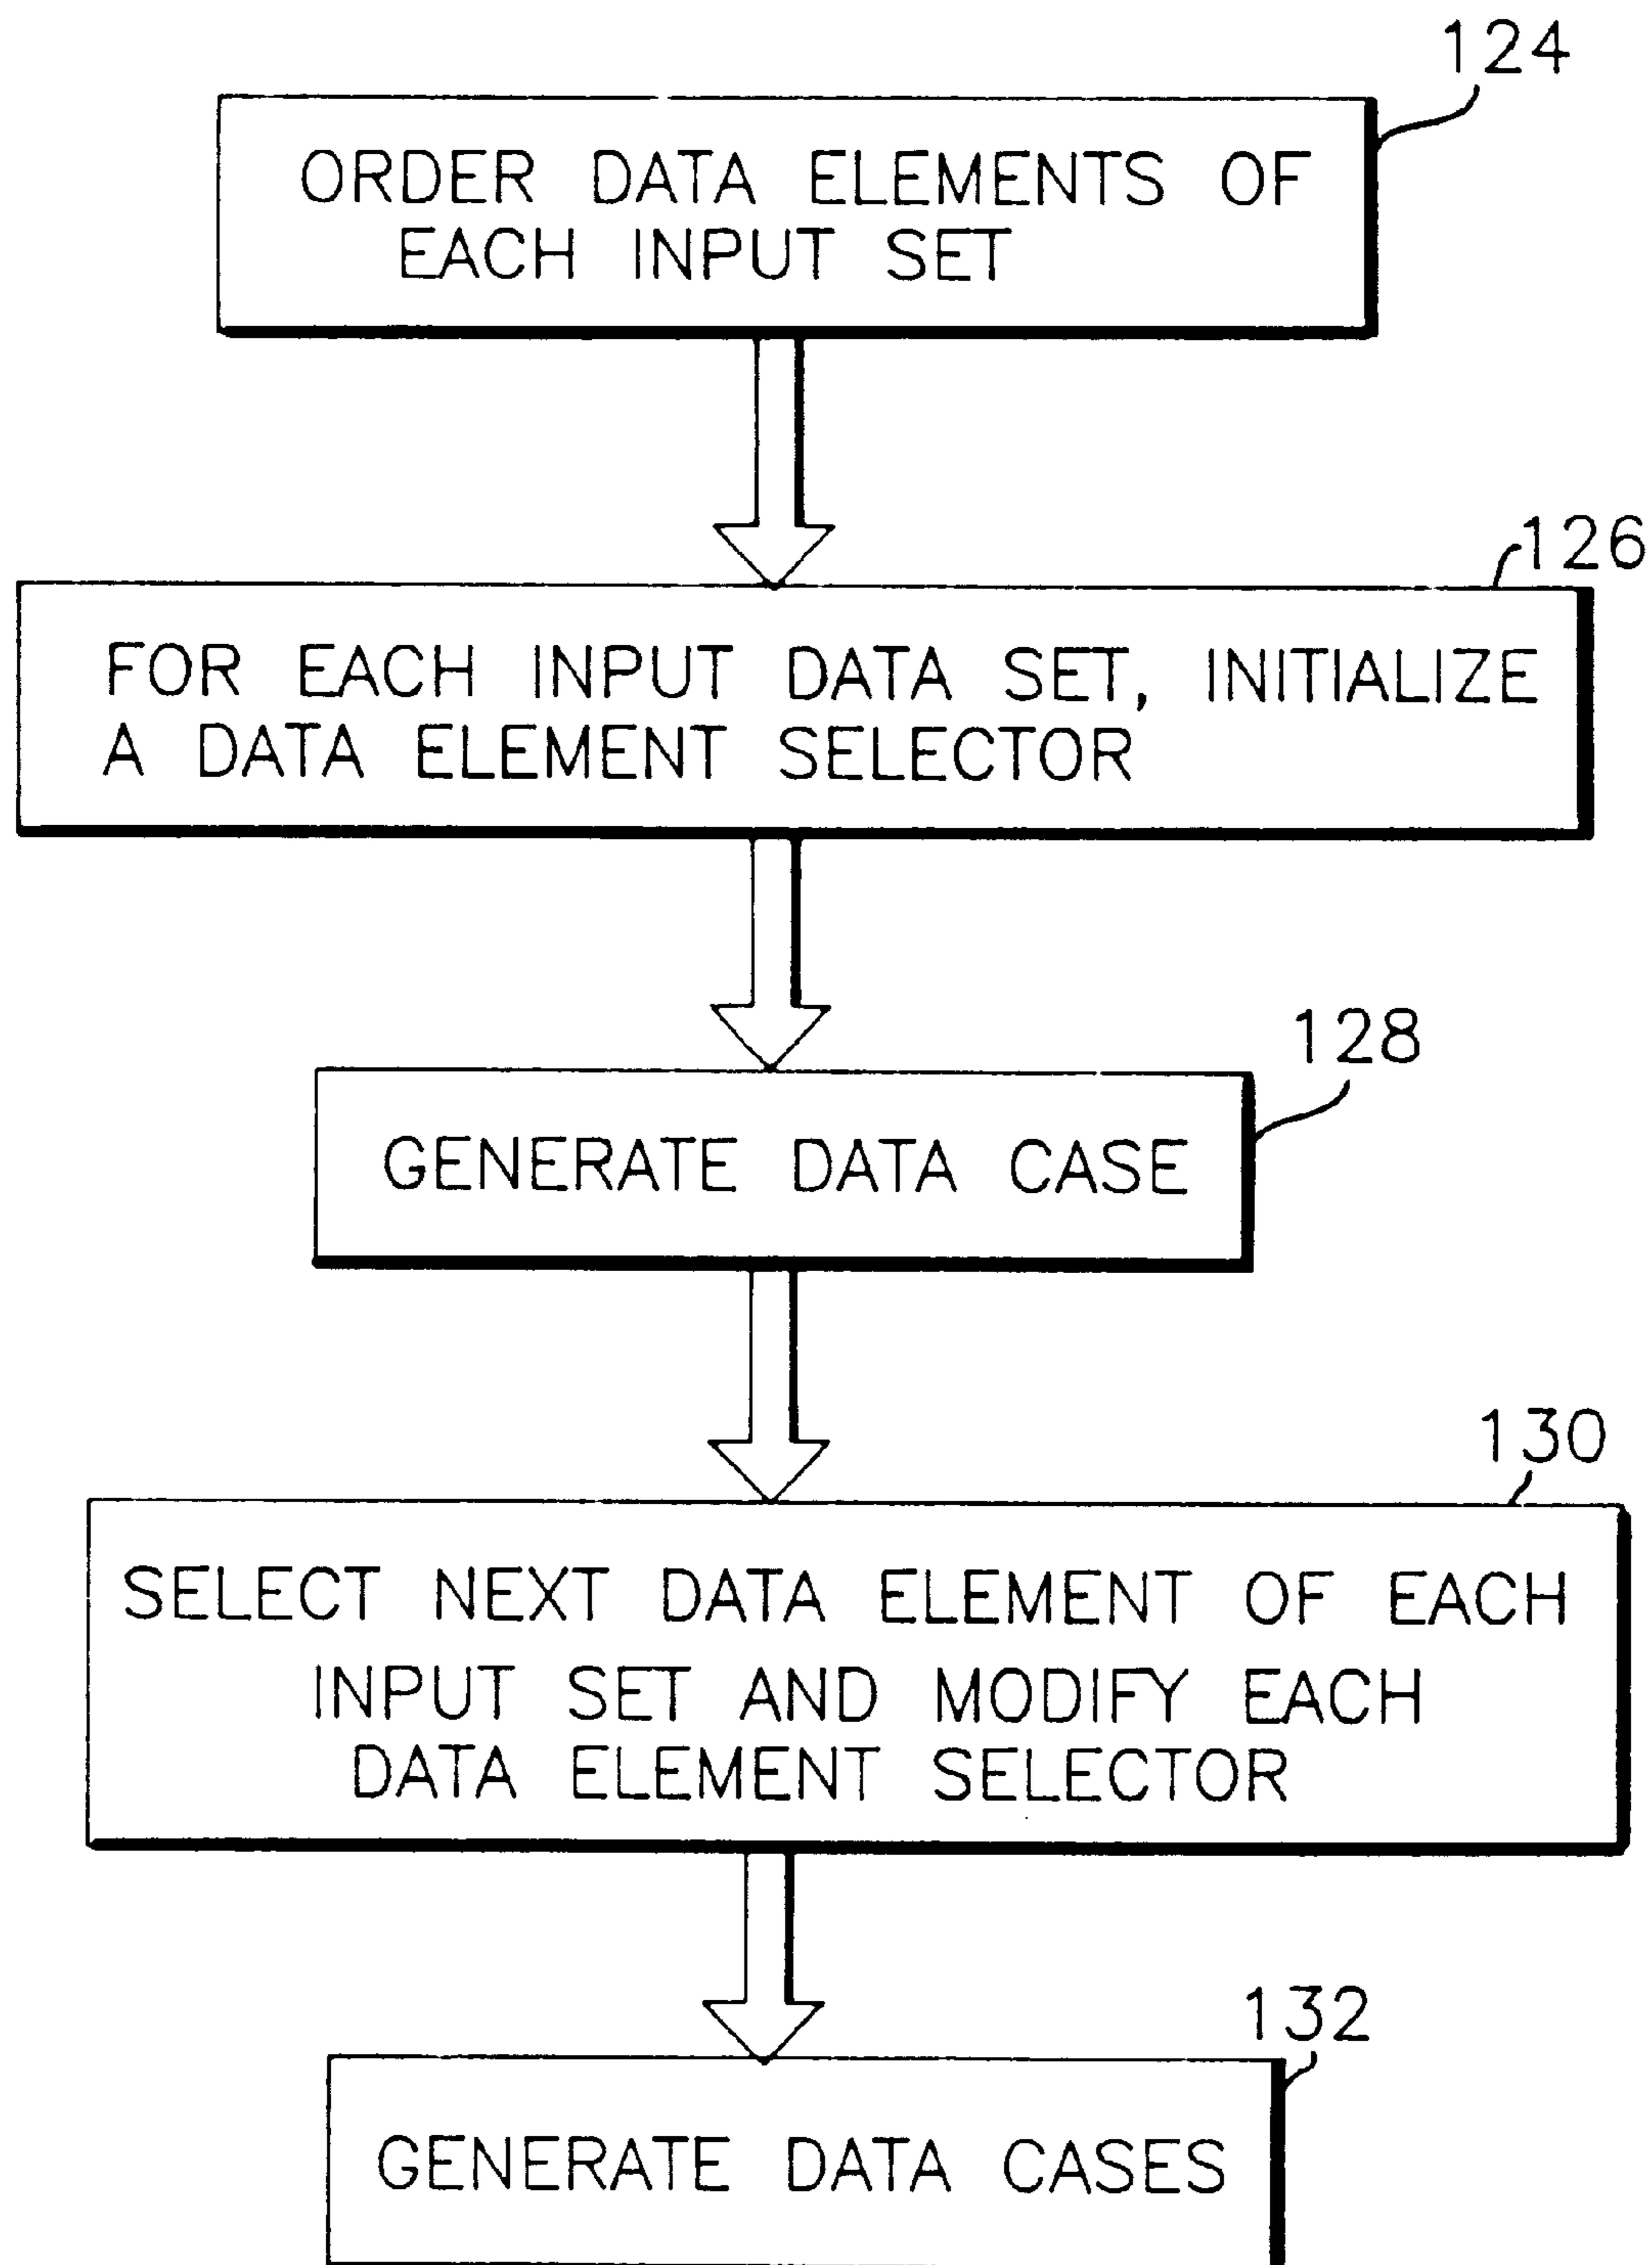 124
ORDER DATA ELEMENTS OF
EACH INPUT SET
126
FOR EACH INPUT DATA SET, INITIALIZE
A DATA ELEMENT SELECTOR
128
GENERATE DATA CASE
130
SELECT NEXT DATA ELEMENT OF EACH
INPUT SET AND MODIFY EACH
DATA ELEMENT SELECTOR
132
GENERATE DATA CASES